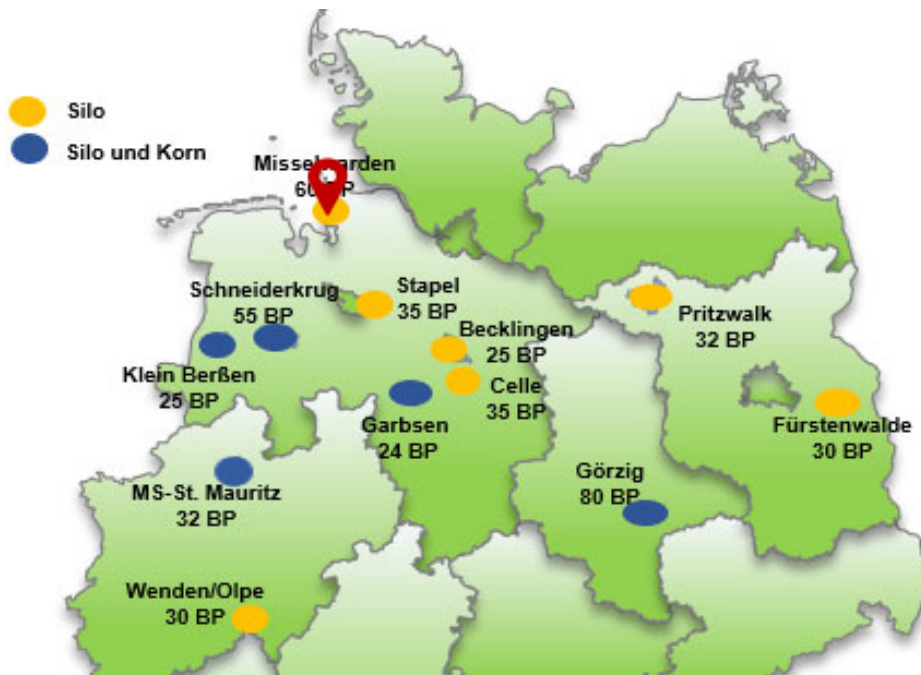 Silo
Silo und Korn
Misselwarden
60 BP
Stapel
35 BP
Schneiderkrug
55 BP
Becklingen
25 BP
Pritzwalk
32 BP
Klein Berßen
25 BP
Celle
35 BP
Garbsen
24 BP
Fürstenwalde
30 BP
Görzig
80 BP
MS-St. Mauritz
32 BP
Wenden/Olpe
30 BP